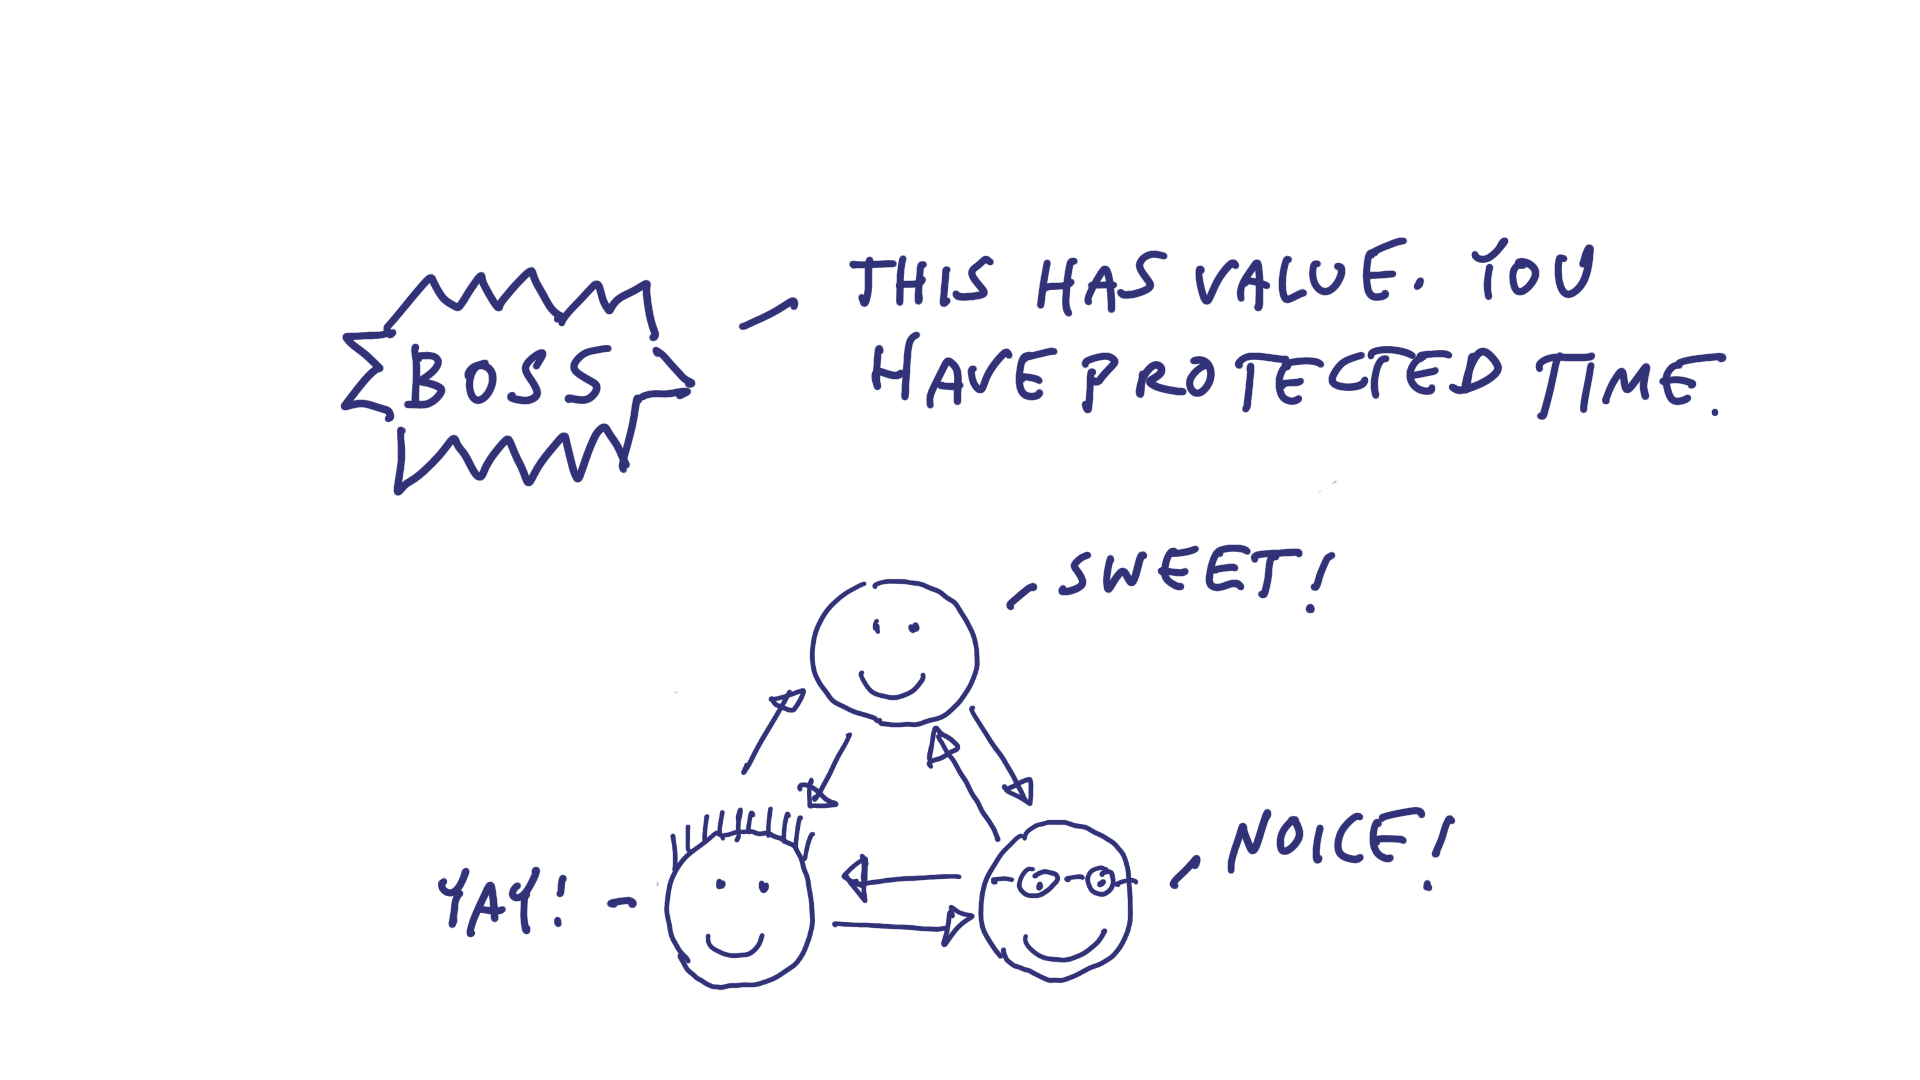 BOSS
THIS HAS VALUE. YOU
HAVE PROTECTED TIME.
SWEET!
NOICE!
YAY!